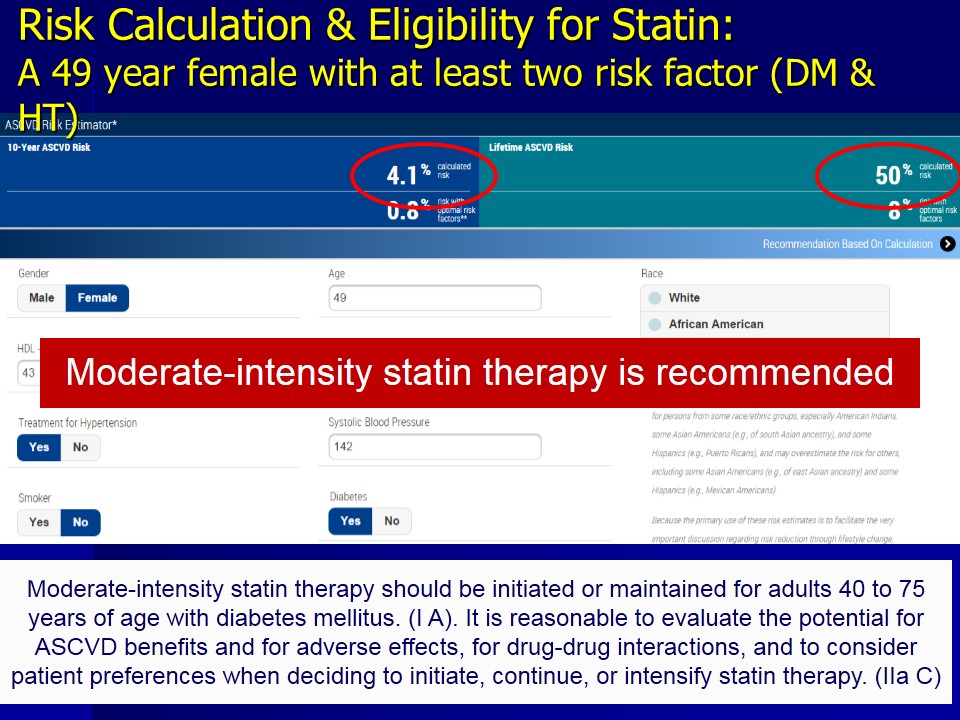 Risk Calculation & Eligibility for Statin:
A 49 year female with at least two risk factor (DM &
HT)
ASCVD Risk Estimator*
10-Year ASCVD Risk
4.1% calculated risk
0.8% risk with optimal risk factors**
Lifetime ASCVD Risk
50% calculated risk
8% risk with optimal risk factors
Recommendation Based On Calculation
Gender
Male Female
Age
49
Race
White
African American
HDL -
43
Moderate-intensity statin therapy is recommended
Treatment for Hypertension
Yes No
Systolic Blood Pressure
142
for persons from some race/ethnic groups, especially American Indians,
some Asian Americans (e.g., of south Asian ancestry), and some
Hispanics (e.g., Puerto Ricans), and may overestimate the risk for others,
including some Asian Americans (e.g., of east Asian ancestry) and some
Hispanics (e.g., Mexican Americans)
Smoker
Yes No
Diabetes
Yes No
Because the primary use of these risk estimates is to facilitate the very
important discussion regarding risk reduction through lifestyle change,
Moderate-intensity statin therapy should be initiated or maintained for adults 40 to 75
years of age with diabetes mellitus. (I A). It is reasonable to evaluate the potential for
ASCVD benefits and for adverse effects, for drug-drug interactions, and to consider
patient preferences when deciding to initiate, continue, or intensify statin therapy. (IIa C)